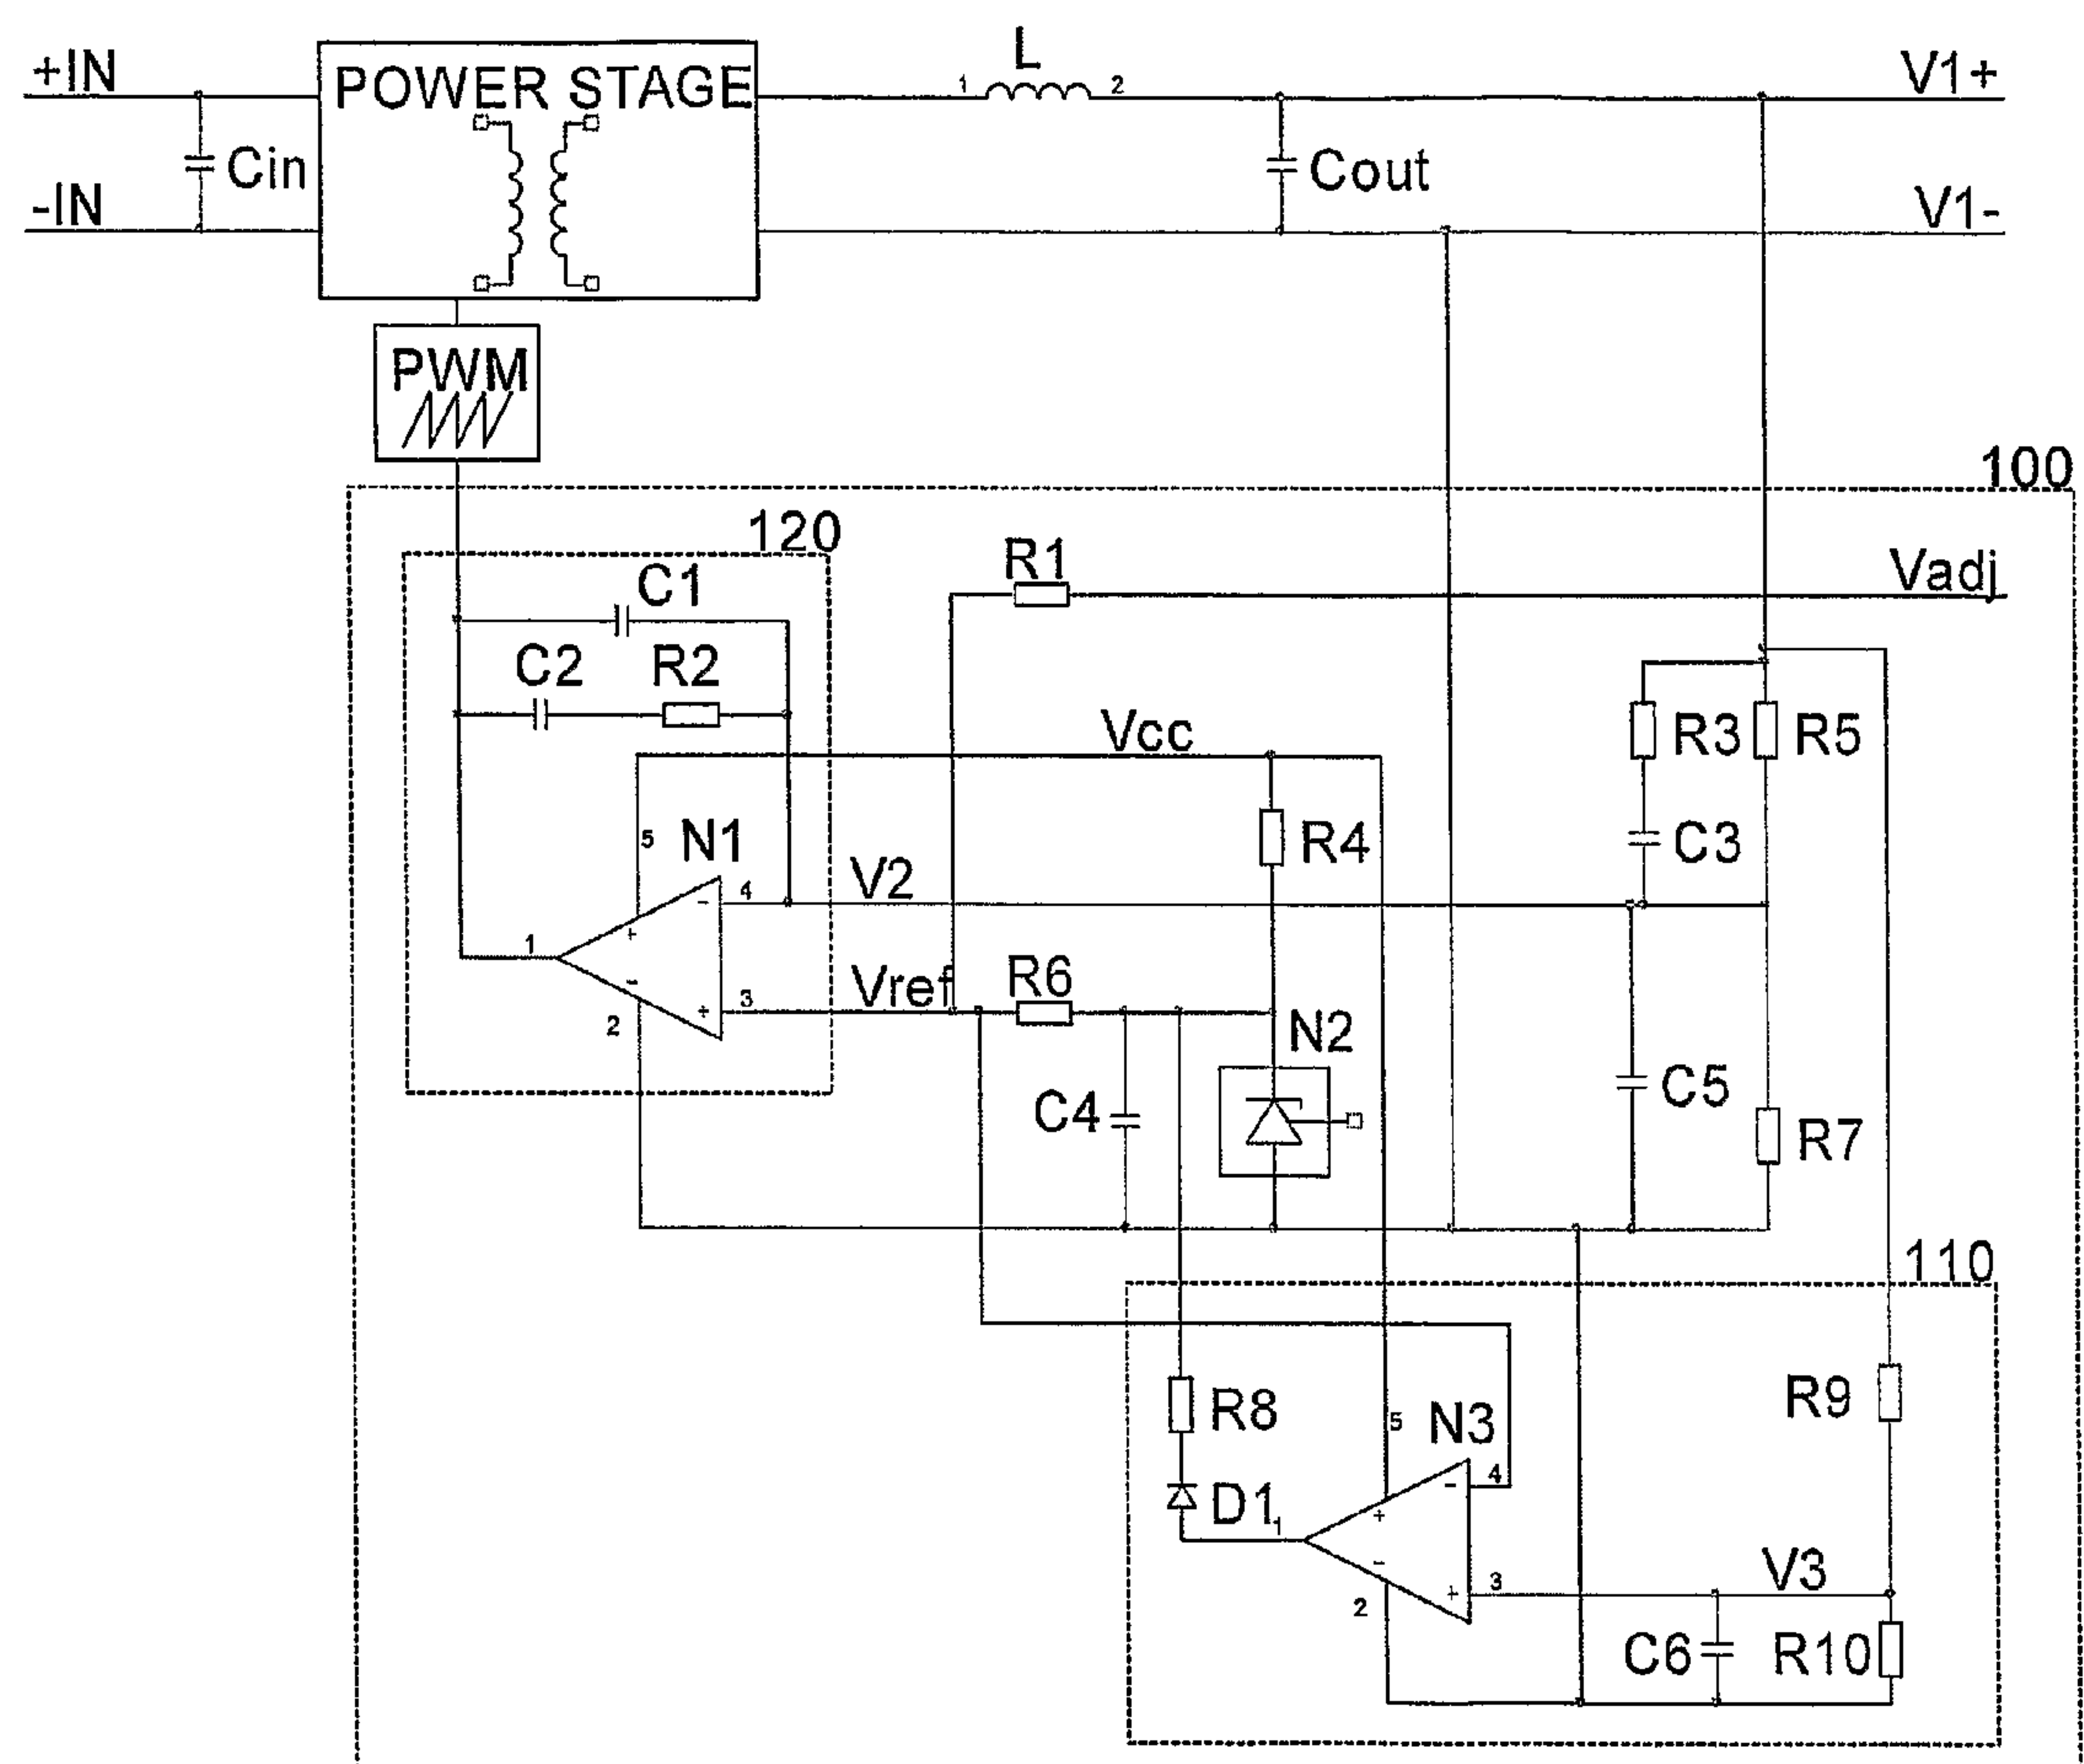 +IN
-IN
Cin
POWER STAGE
1
L
2
Cout
V1+
V1-
PWM
100
120
C1
C2
R2
R1
Vadj
Vcc
R3
R5
5
N1
4
V2
R4
C3
-
+
1
-
+
3
2
Vref
R6
N2
C4
C5
R7
110
R8
5
N3
R9
4
-
D1
1
+
-
+
3
V3
2
C6
R10